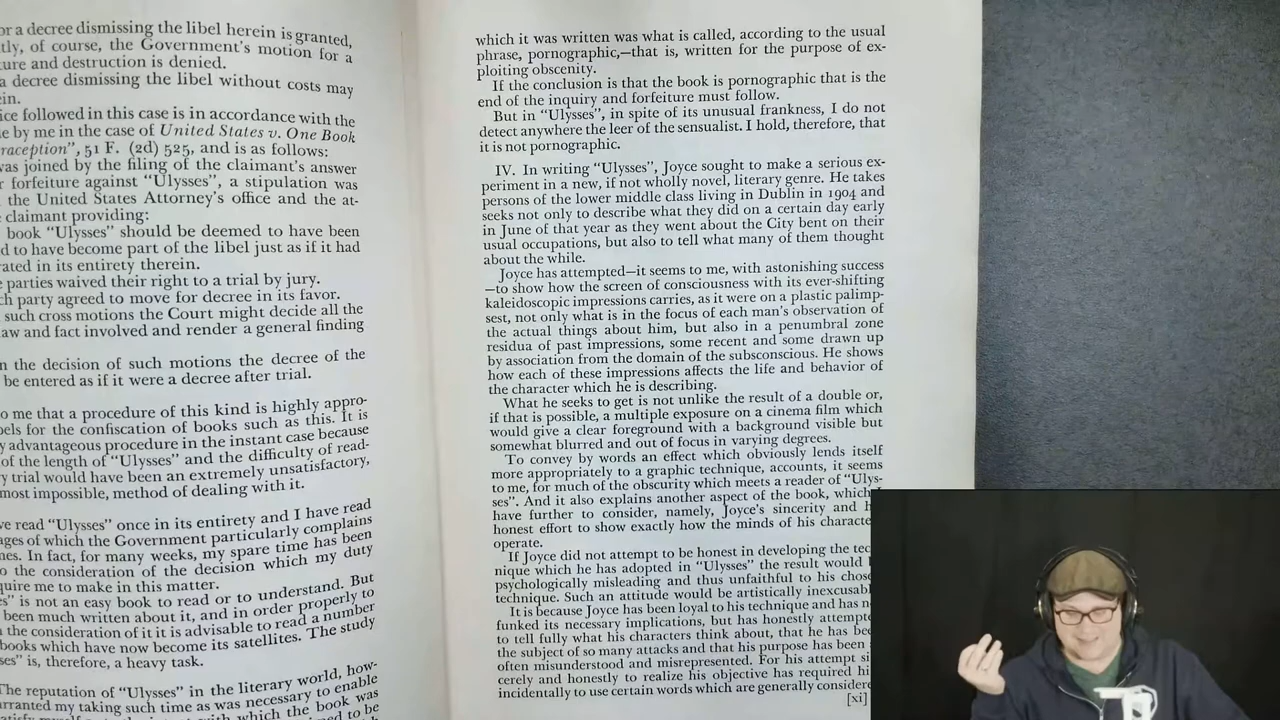 or a decree dismissing the libel herein is granted,
tly, of course, the Government's motion for a
ure and destruction is denied.
a decree dismissing the libel without costs may
ein.
ice followed in this case is in accordance with the
e by me in the case of United States v. One Book
raception", 51 F. (2d) 525, and is as follows:
was joined by the filing of the claimant's answer
r forfeiture against "Ulysses", a stipulation was
the United States Attorney's office and the at-
claimant providing:
book "Ulysses" should be deemed to have been
d to have become part of the libel just as if it had
rated in its entirety therein.
e parties waived their right to a trial by jury.
ch party agreed to move for decree in its favor.
such cross motions the Court might decide all the
aw and fact involved and render a general finding
n the decision of such motions the decree of the
be entered as if it were a decree after trial.
o me that a procedure of this kind is highly appro-
bels for the confiscation of books such as this. It is
y advantageous procedure in the instant case because
of the length of "Ulysses" and the difficulty of read-
y trial would have been an extremely unsatisfactory,
most impossible, method of dealing with it.
ve read "Ulysses" once in its entirety and I have read
ages of which the Government particularly complains
mes. In fact, for many weeks, my spare time has been
o the consideration of the decision which my duty
quire me to make in this matter.
es" is not an easy book to read or to understand. But
been much written about it, and in order properly to
the consideration of it it is advisable to read a number
books which have now become its satellites. The study
ses" is, therefore, a heavy task.
The reputation of "Ulysses" in the literary world, how-
arranted my taking such time as was necessary to enable
with which the book was
which it was written was what is called, according to the usual
phrase, pornographic,—that is, written for the purpose of ex-
ploiting obscenity.
If the conclusion is that the book is pornographic that is the
end of the inquiry and forfeiture must follow.
But in "Ulysses", in spite of its unusual frankness, I do not
detect anywhere the leer of the sensualist. I hold, therefore, that
it is not pornographic.
IV. In writing "Ulysses", Joyce sought to make a serious ex-
periment in a new, if not wholly novel, literary genre. He takes
persons of the lower middle class living in Dublin in 1904 and
seeks not only to describe what they did on a certain day early
in June of that year as they went about the City bent on their
usual occupations, but also to tell what many of them thought
about the while.
Joyce has attempted—it seems to me, with astonishing success
—to show how the screen of consciousness with its ever-shifting
kaleidoscopic impressions carries, as it were on a plastic palimp-
sest, not only what is in the focus of each man's observation of
the actual things about him, but also in a penumbral zone
residua of past impressions, some recent and some drawn up
by association from the domain of the subsconscious. He shows
how each of these impressions affects the life and behavior of
the character which he is describing.
What he seeks to get is not unlike the result of a double or,
if that is possible, a multiple exposure on a cinema film which
would give a clear foreground with a background visible but
somewhat blurred and out of focus in varying degrees.
To convey by words an effect which obviously lends itself
more appropriately to a graphic technique, accounts, it seems
to me, for much of the obscurity which meets a reader of "Ulys-
ses". And it also explains another aspect of the book, which I
have further to consider, namely, Joyce's sincerity and h
honest effort to show exactly how the minds of his characte
operate.
If Joyce did not attempt to be honest in developing the tec
nique which he has adopted in "Ulysses" the result would b
psychologically misleading and thus unfaithful to his chose
technique. Such an attitude would be artistically inexcusabl
It is because Joyce has been loyal to his technique and has n
funked its necessary implications, but has honestly attempte
to tell fully what his characters think about, that he has bee
the subject of so many attacks and that his purpose has been
often misunderstood and misrepresented. For his attempt si
cerely and honestly to realize his objective has required hi
incidentally to use certain words which are generally considere
[xi]